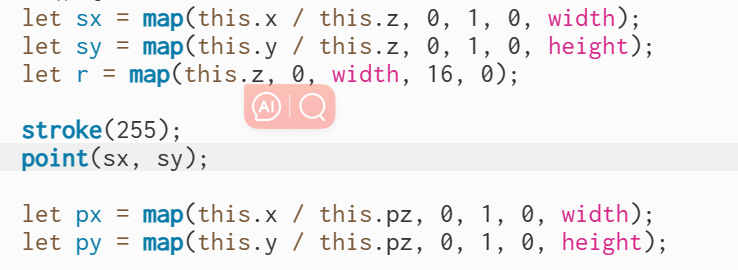 let sx = map(this.x / this.z, 0, 1, 0, width);
let sy = map(this.y / this.z, 0, 1, 0, height);
let r = map(this.z, 0, width, 16, 0);
AI
stroke(255);
point(sx, sy);
let px = map(this.x / this.pz, 0, 1, 0, width);
let py = map(this.y / this.pz, 0, 1, 0, height);